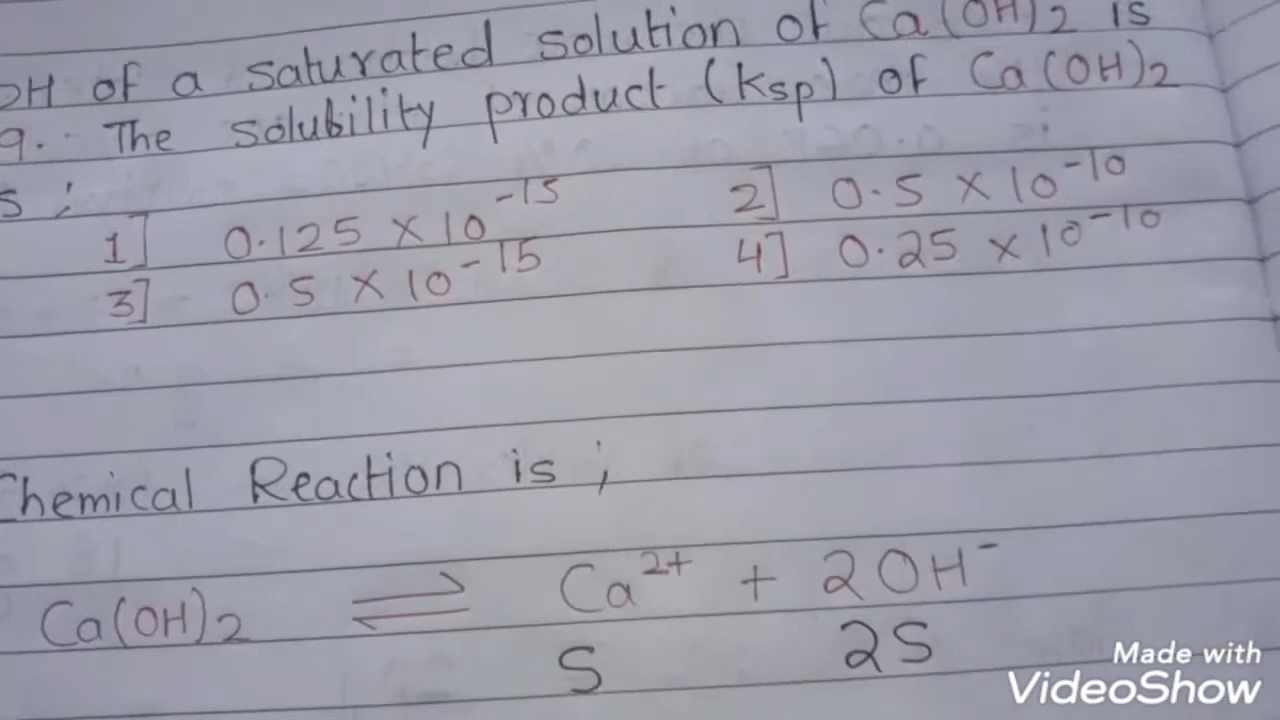 pH of a saturated solution of Ca(OH)2 is
9. The solubility product (Ksp) of Ca(OH)2
s ;
1] 0.125 × 10⁻¹⁵ 2] 0.5 × 10⁻¹⁰
3] 0.5 × 10⁻¹⁵ 4] 0.25 × 10⁻¹⁰
Chemical Reaction is ;
Ca(OH)2 ⇌ Ca²⁺ + 2OH⁻
S 2S
Made with
VideoShow